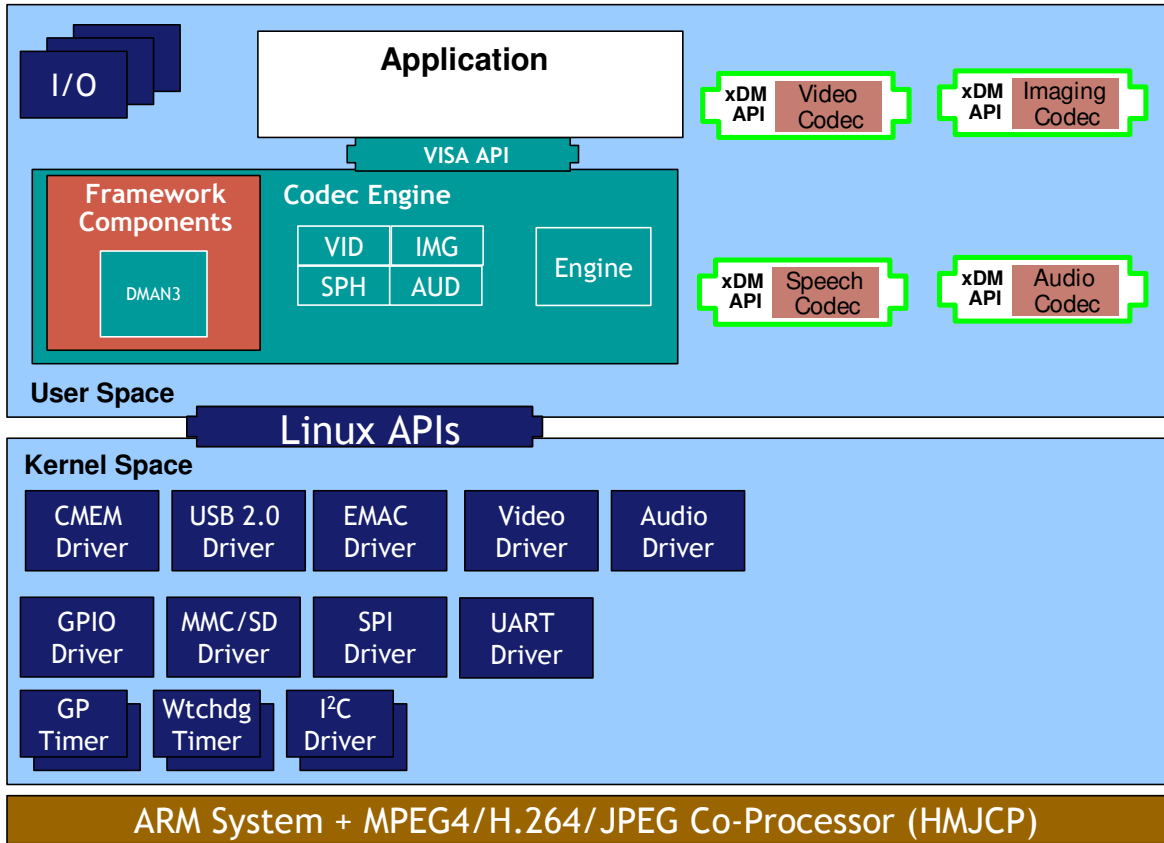 I/O
Application
VISA API
xDM
API
Video
Codec
xDM
API
Imaging
Codec
Framework
Components
DMAN3
Codec Engine
VID
IMG
SPH
AUD
Engine
xDM
API
Speech
Codec
xDM
API
Audio
Codec
User Space
Linux APIs
Kernel Space
CMEM
Driver
USB 2.0
Driver
EMAC
Driver
Video
Driver
Audio
Driver
GPIO
Driver
MMC/SD
Driver
SPI
Driver
UART
Driver
GP
Timer
Wtchdg
Timer
I²C
Driver
ARM System + MPEG4/H.264/JPEG Co-Processor (HMJCP)